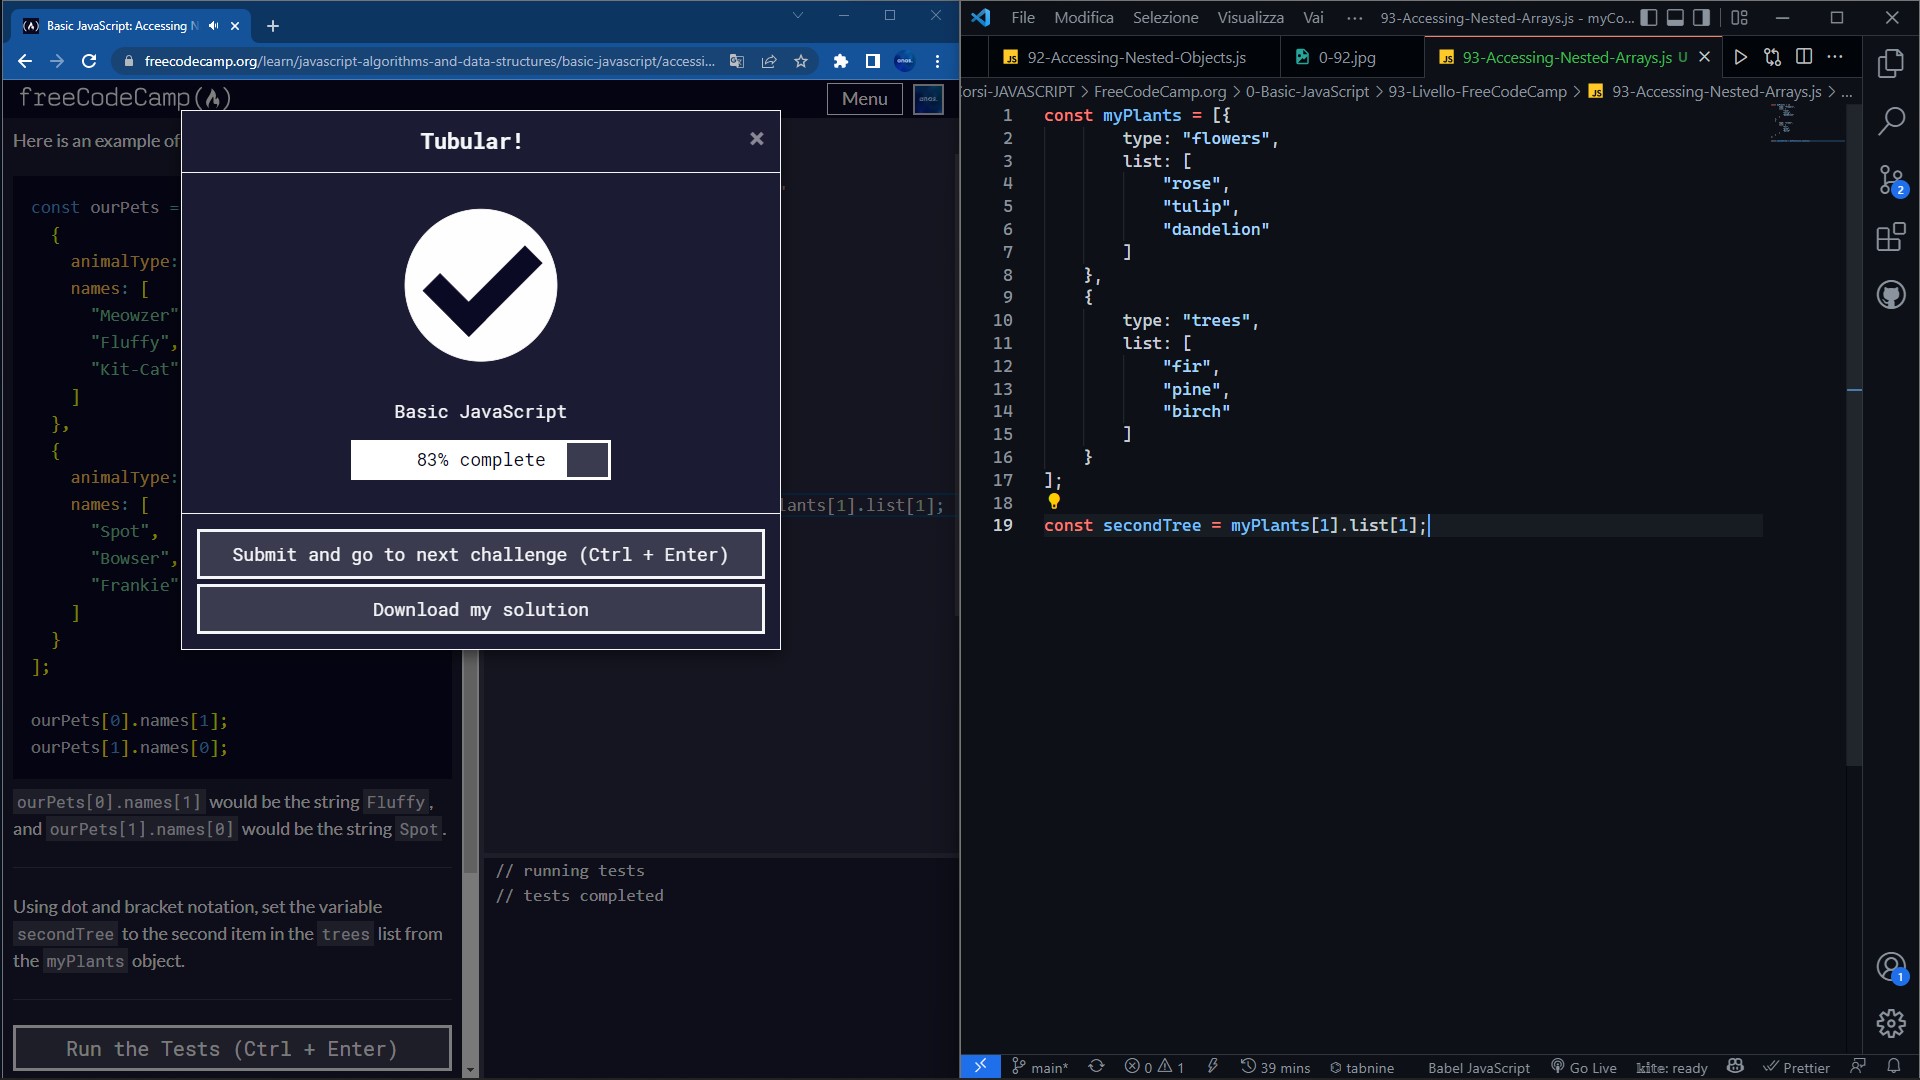 Basic JavaScript: Accessing N
freecodecamp.org/learn/javascript-algorithms-and-data-structures/basic-javascript/accessi...
freeCodeCamp
Menu
anas.
Here is an example of
const ourPets =
{
animalType:
names: [
"Meowzer"
"Fluffy",
"Kit-Cat"
]
},
{
animalType:
names: [
"Spot",
"Bowser",
"Frankie"
]
}
];
ourPets[0].names[1];
ourPets[1].names[0];
ourPets[0].names[1] would be the string Fluffy,
and ourPets[1].names[0] would be the string Spot.
Using dot and bracket notation, set the variable
secondTree to the second item in the trees list from
the myPlants object.
Run the Tests (Ctrl + Enter)
Tubular!
×
Basic JavaScript
83% complete
Submit and go to next challenge (Ctrl + Enter)
Download my solution
lants[1].list[1];
// running tests
// tests completed
File Modifica Selezione Visualizza Vai ... 93-Accessing-Nested-Arrays.js - myCo...
92-Accessing-Nested-Objects.js 0-92.jpg JS 93-Accessing-Nested-Arrays.js U
orsi-JAVASCRIPT > FreeCodeCamp.org > 0-Basic-JavaScript > 93-Livello-FreeCodeCamp > JS 93-Accessing-Nested-Arrays.js > ...
1 const myPlants = [{
2 type: "flowers",
3 list: [
4 "rose",
5 "tulip",
6 "dandelion"
7 ]
8 },
9 {
10 type: "trees",
11 list: [
12 "fir",
13 "pine",
14 "birch"
15 ]
16 }
17 ];
18
19 const secondTree = myPlants[1].list[1];
2
1
main* 0 1 39 mins tabnine Babel JavaScript Go Live kite: ready Prettier